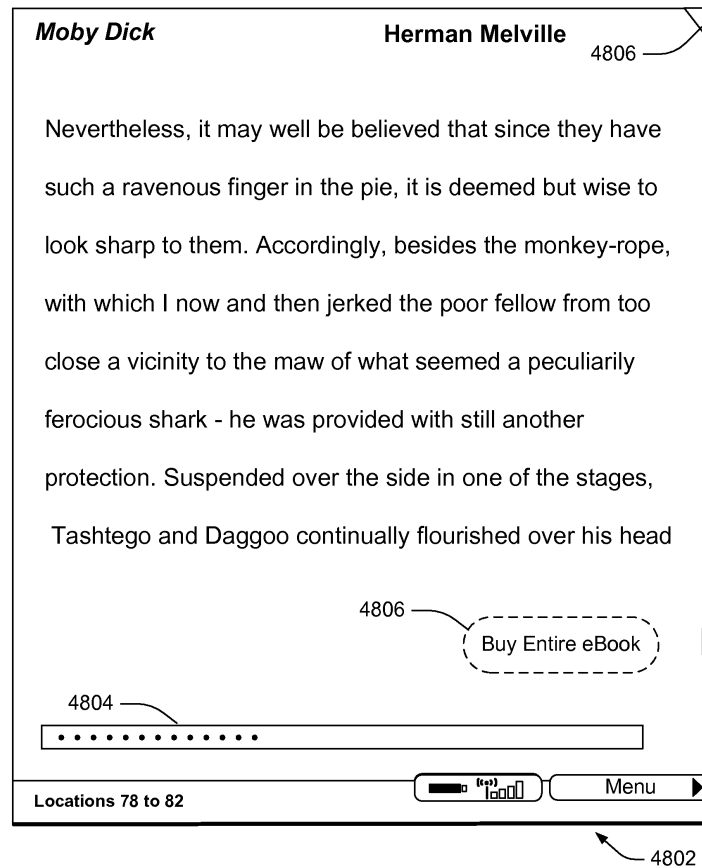 Moby Dick Herman Melville
4806
Nevertheless, it may well be believed that since they have
such a ravenous finger in the pie, it is deemed but wise to
look sharp to them. Accordingly, besides the monkey-rope,
with which I now and then jerked the poor fellow from too
close a vicinity to the maw of what seemed a peculiarily
ferocious shark - he was provided with still another
protection. Suspended over the side in one of the stages,
Tashtego and Daggoo continually flourished over his head
4806
Buy Entire eBook
4804
Locations 78 to 82 Menu
4802